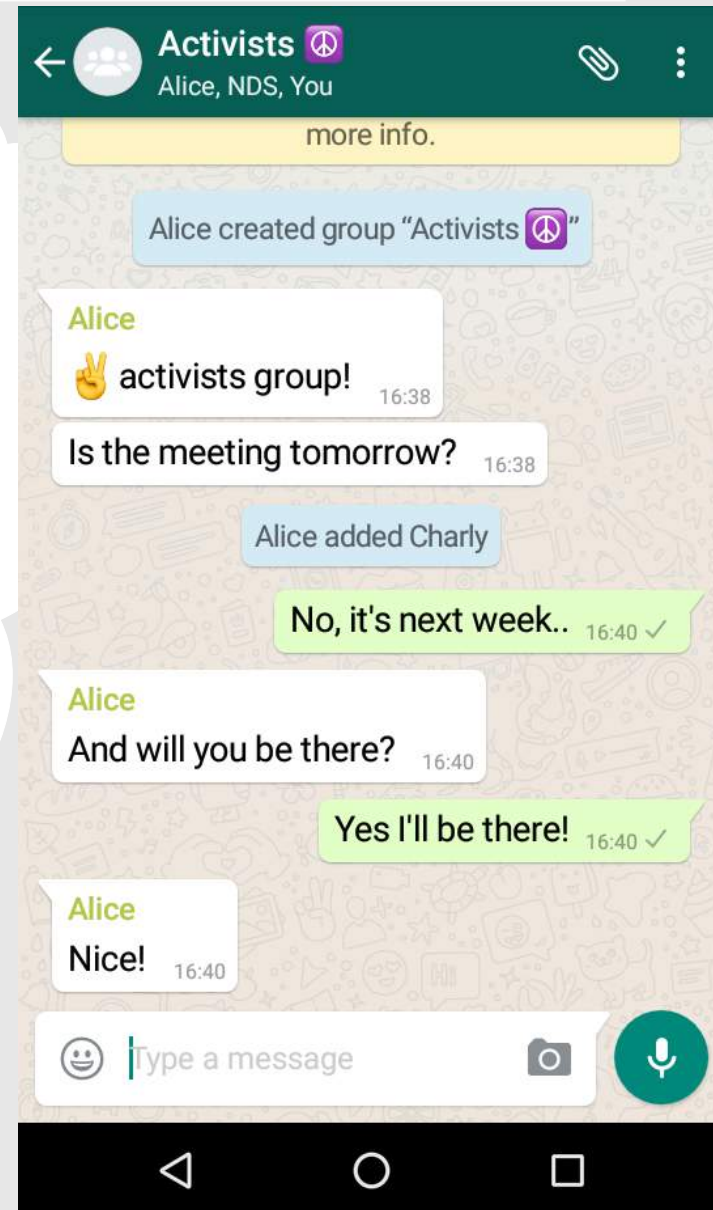 Activists ☮
Alice, NDS, You
more info.
Alice created group “Activists ☮”
Alice
✌ activists group! 16:38
Is the meeting tomorrow? 16:38
Alice added Charly
No, it's next week.. 16:40
Alice
And will you be there? 16:40
Yes I'll be there! 16:40
Alice
Nice! 16:40
Type a message